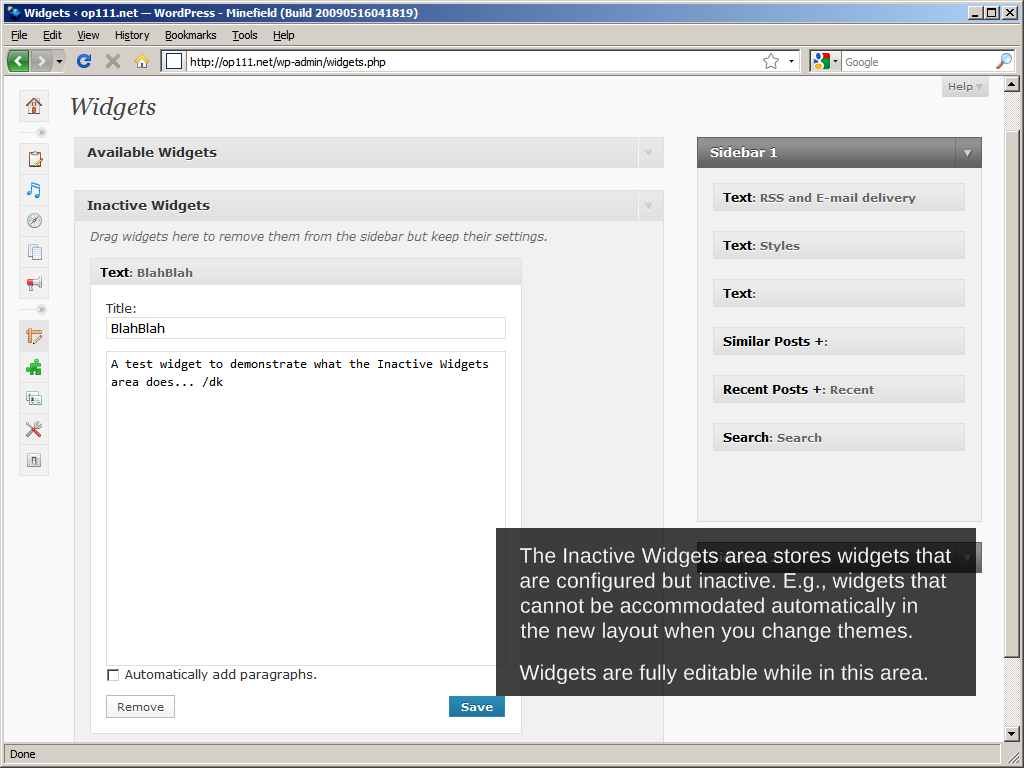 Widgets ‹ op111.net — WordPress - Minefield (Build 20090516041819)
File Edit View History Bookmarks Tools Help
http://op111.net/wp-admin/widgets.php
Google
Help
Widgets
Available Widgets
Sidebar 1
Inactive Widgets
Drag widgets here to remove them from the sidebar but keep their settings.
Text: BlahBlah
Title:
BlahBlah
A test widget to demonstrate what the Inactive Widgets
area does... /dk
Automatically add paragraphs.
Remove
Save
Text: RSS and E-mail delivery
Text: Styles
Text:
Similar Posts +:
Recent Posts +: Recent
Search: Search
The Inactive Widgets area stores widgets that
are configured but inactive. E.g., widgets that
cannot be accommodated automatically in
the new layout when you change themes.
Widgets are fully editable while in this area.
Done